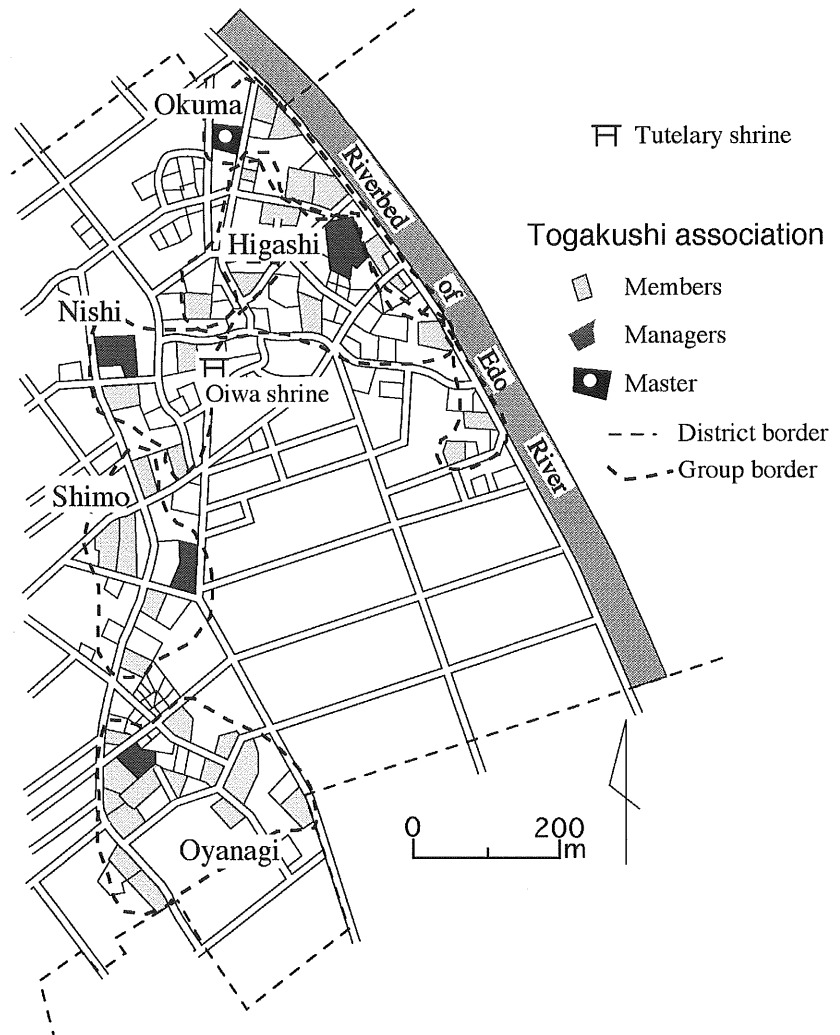 Okuma
Tutelary shrine
Riverbed
of
Edo
River
Higashi
Togakushi association
Members
Nishi
Managers
Master
Oiwa shrine
District border
Group border
Shimo
Oyanagi
0 200
m